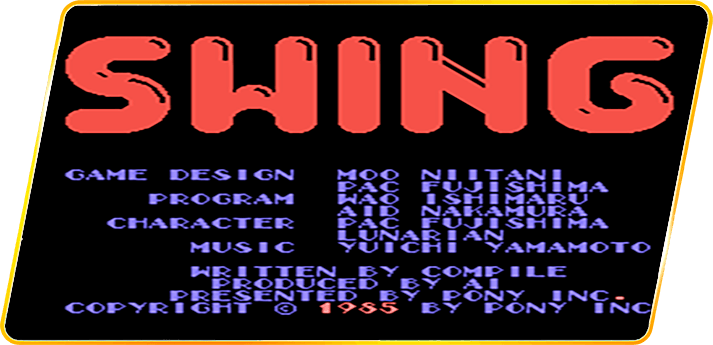 SWING
GAME DESIGN MOO NIITANI
PAC FUJISHIMA
PROGRAM WAO ISHIMARU
AID NAKAMURA
CHARACTER PAC FUJISHIMA
LUNARIAN
MUSIC YUICHI YAMAMOTO
WRITTEN BY COMPILE
PRODUCED BY AI
PRESENTED BY PONY INC.
COPYRIGHT © 1985 BY PONY INC